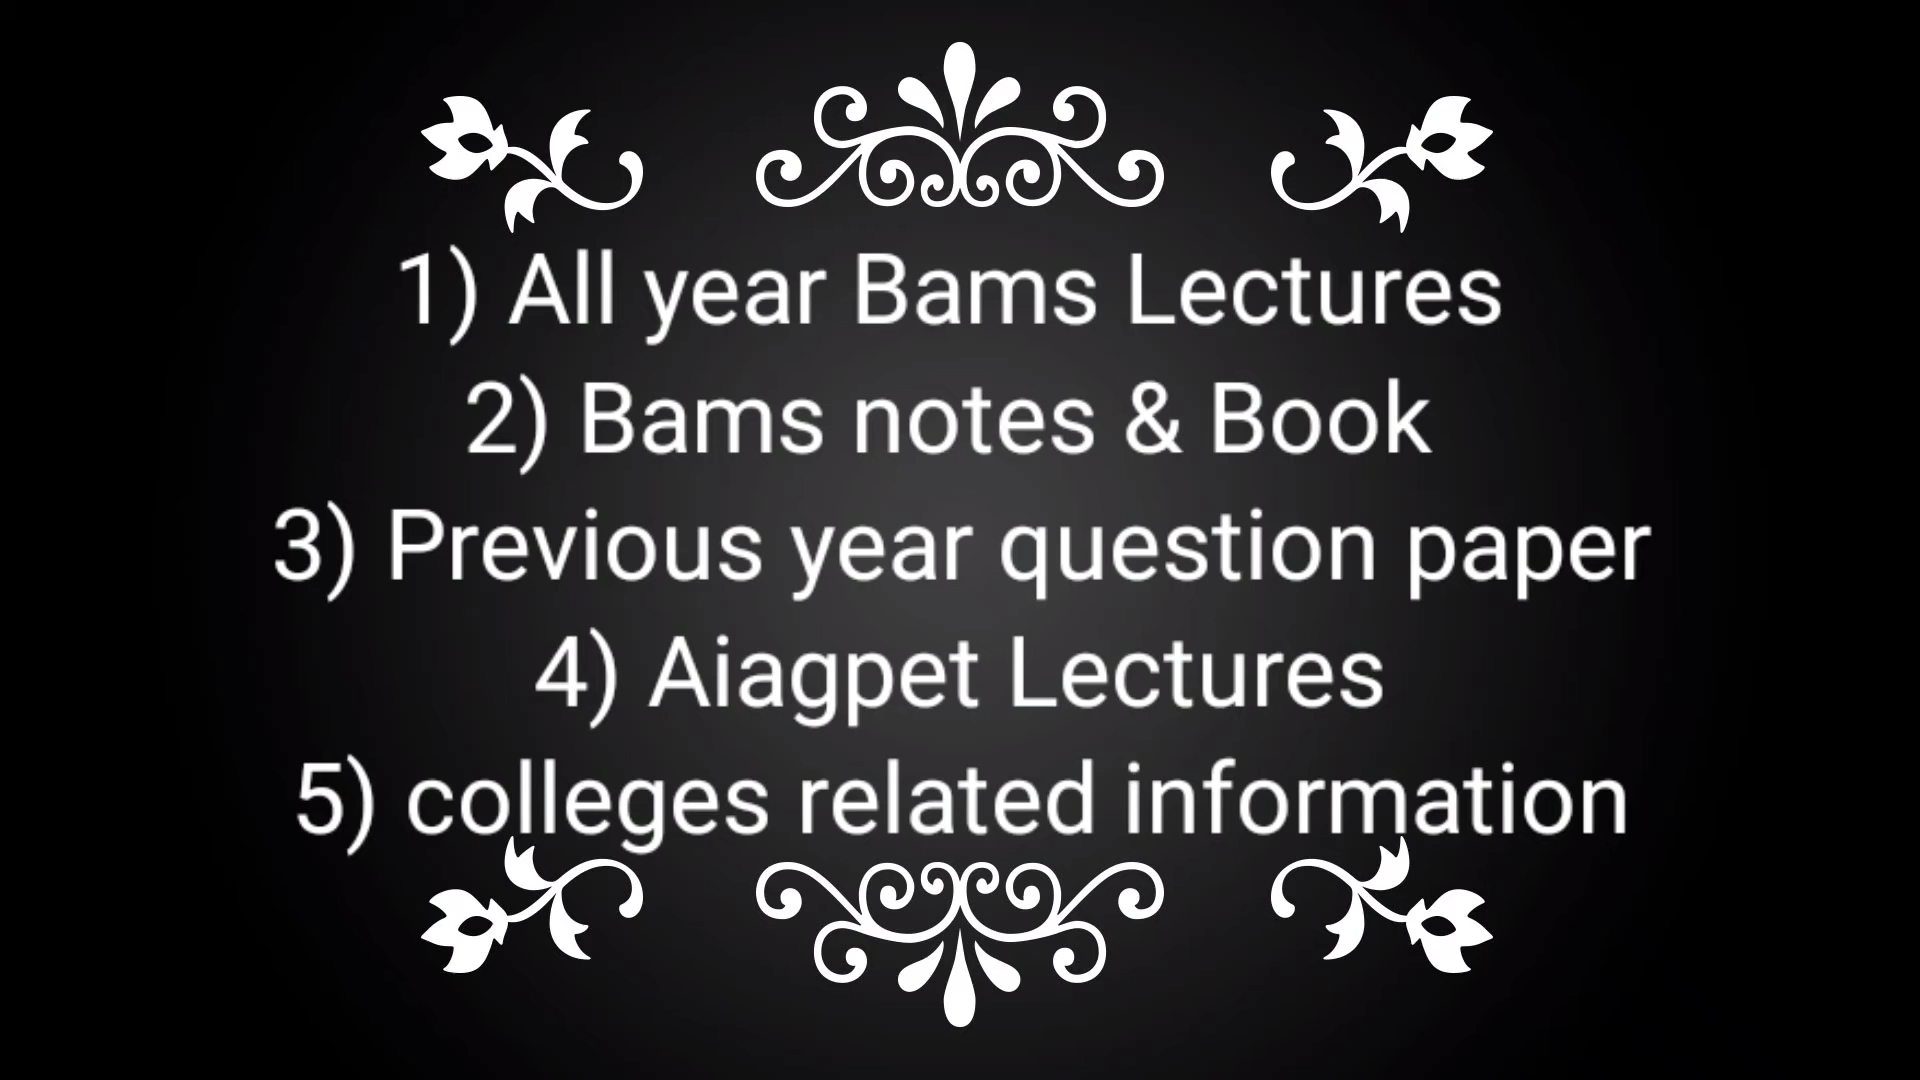 1) All year Bams Lectures
2) Bams notes & Book
3) Previous year question paper
4) Aiagpet Lectures
5) colleges related information